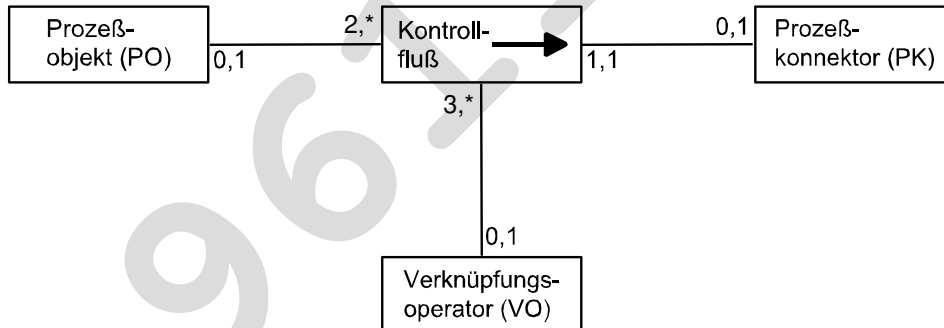 Prozeß-
objekt (PO)
0,1
2,*
Kontroll-
fluß
3,*
1,1
0,1
Prozeß-
konnektor (PK)
0,1
Verknüpfungs-
operator (VO)
961